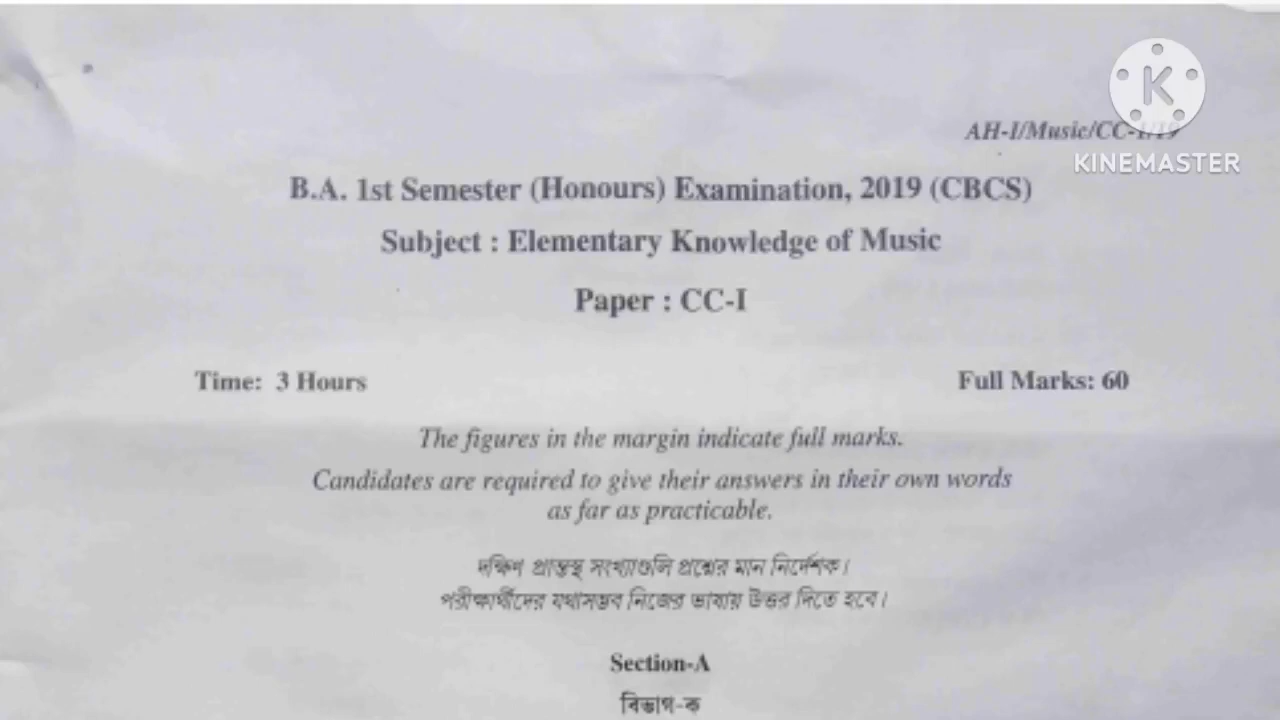 AH-I/Music/CC-I/19
KINEMASTER
B.A. 1st Semester (Honours) Examination, 2019 (CBCS)
Subject : Elementary Knowledge of Music
Paper : CC-I
Time: 3 Hours Full Marks: 60
The figures in the margin indicate full marks.
Candidates are required to give their answers in their own words
as far as practicable.
দক্ষিণ প্রান্তস্থ সংখ্যাগুলি প্রশ্নের মান নির্দেশক।
পরীক্ষার্থীদের যথাসম্ভব নিজের ভাষায় উত্তর দিতে হবে।
Section-A
বিভাগ-ক